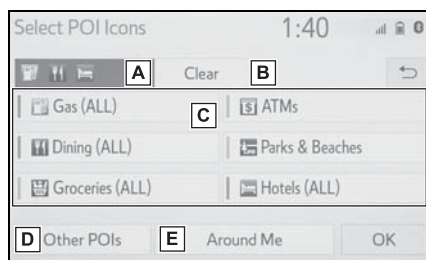 Select POI Icons 1:40
A Clear B
Gas (ALL) C $ ATMs
Dining (ALL) Parks & Beaches
Groceries (ALL) Hotels (ALL)
D Other POIs E Around Me OK